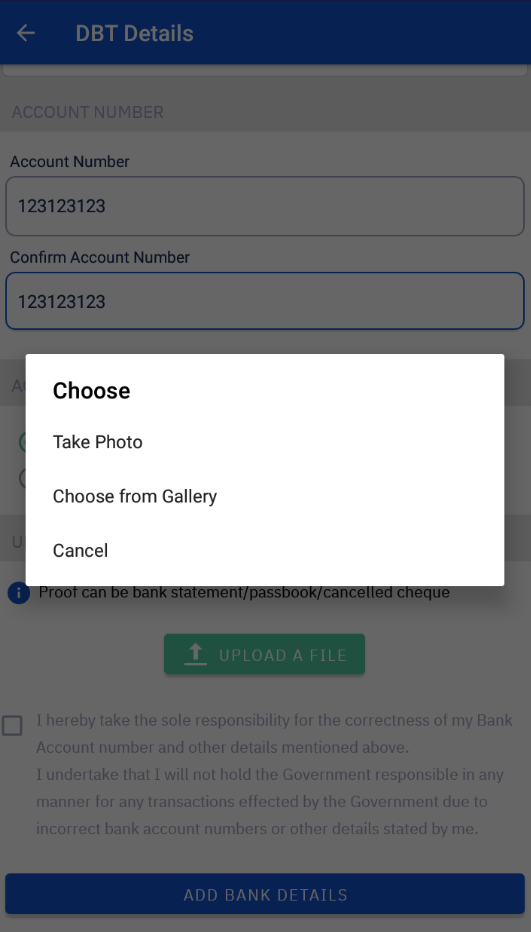 DBT Details
ACCOUNT NUMBER
Account Number
123123123
Confirm Account Number
123123123
Choose
Take Photo
Choose from Gallery
Cancel
Proof can be bank statement/passbook/cancelled cheque
UPLOAD A FILE
I hereby take the sole responsibility for the correctness of my Bank
Account number and other details mentioned above.
I undertake that I will not hold the Government responsible in any
manner for any transactions effected by the Government due to
incorrect bank account numbers or other details stated by me.
ADD BANK DETAILS